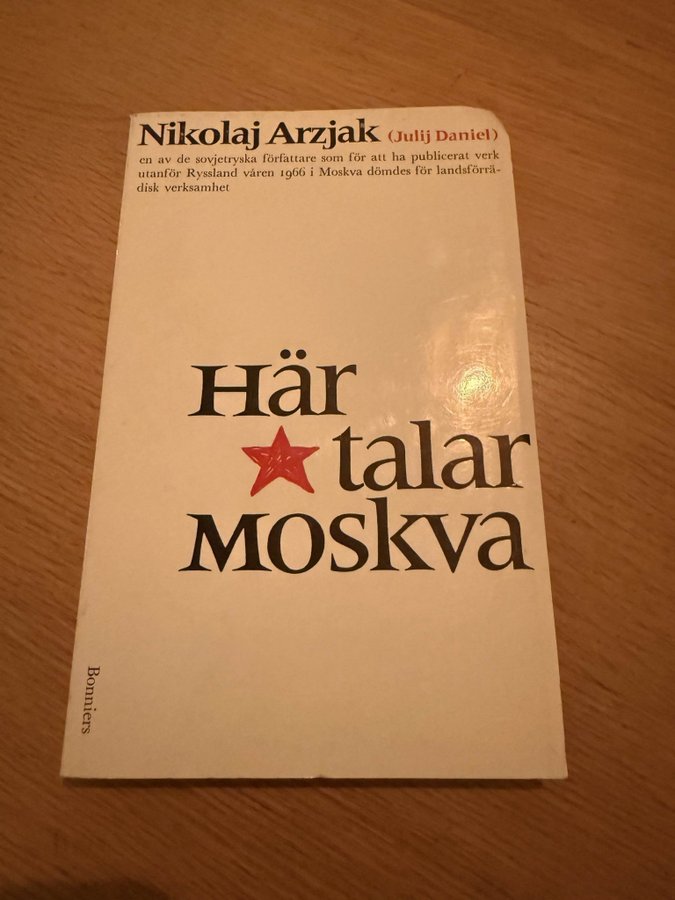 Nikolaj Arzjak (Julij Daniel)
en av de sovjetryska författare som för att ha publicerat verk
utanför Ryssland våren 1966 i Moskva dömdes för landsförrä-
disk verksamhet
Här
talar
Moskva
Bonniers